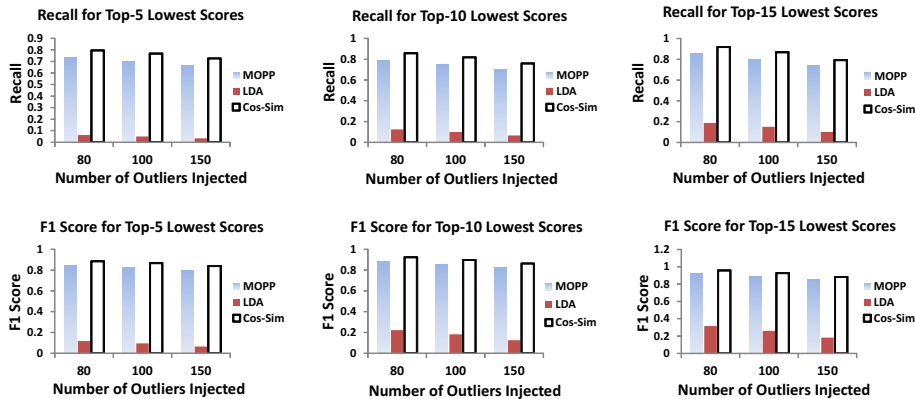 Recall for Top-5 Lowest Scores
Recall
0.9
0.8
0.7
0.6
0.5
0.4
0.3
0.2
0.1
0
80 100 150
Number of Outliers Injected
MOPP
LDA
Cos-Sim
Recall for Top-10 Lowest Scores
Recall
1
0.8
0.6
0.4
0.2
0
80 100 150
Number of Outliers Injected
MOPP
LDA
Cos-Sim
Recall for Top-15 Lowest Scores
Recall
1
0.8
0.6
0.4
0.2
0
80 100 150
Number of Outliers Injected
MOPP
LDA
Cos-Sim
F1 Score for Top-5 Lowest Scores
F1 Score
1
0.8
0.6
0.4
0.2
0
80 100 150
Number of Outliers Injected
MOPP
LDA
Cos-Sim
F1 Score for Top-10 Lowest Scores
F1 Score
1
0.8
0.6
0.4
0.2
0
80 100 150
Number of Outliers Injected
MOPP
LDA
Cos-Sim
F1 Score for Top-15 Lowest Scores
F1 Score
1.2
1
0.8
0.6
0.4
0.2
0
80 100 150
Number of Outliers Injected
MOPP
LDA
Cos-Sim